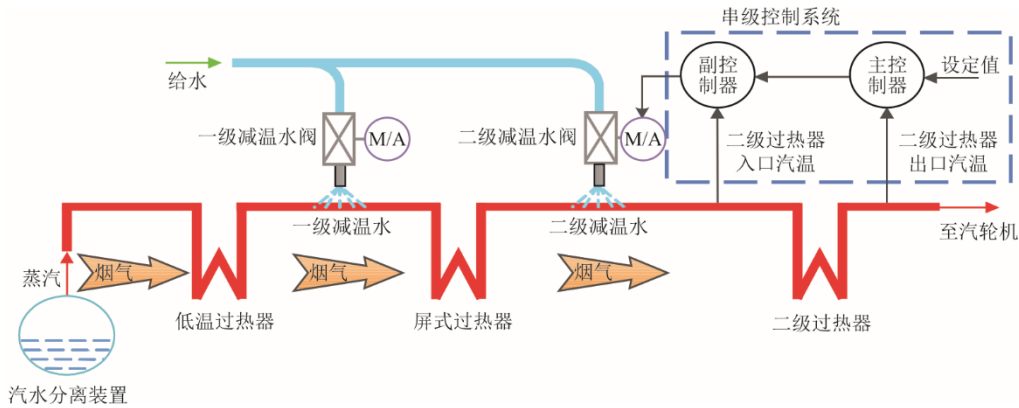 串级控制系统
给水
副控
制器
主控
制器
设定值
一级减温水阀
M/A
二级减温水阀
M/A
二级过热器
入口汽温
二级过热器
出口汽温
一级减温水
二级减温水
至汽轮机
蒸汽
烟气
烟气
烟气
低温过热器
屏式过热器
二级过热器
汽水分离装置